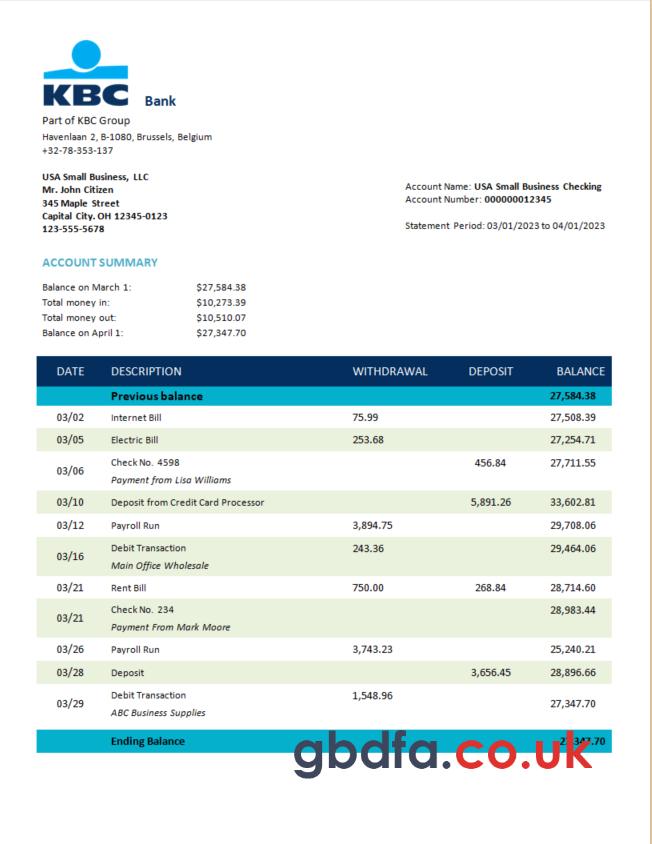 KBC Bank
Part of KBC Group
Havenlaan 2, B-1080, Brussels, Belgium
+32-78-353-137
USA Small Business, LLC
Mr. John Citizen
345 Maple Street
Capital City. OH 12345-0123
123-555-5678
Account Name: USA Small Business Checking
Account Number: 000000012345
Statement Period: 03/01/2023 to 04/01/2023
ACCOUNT SUMMARY
Balance on March 1: $27,584.38
Total money in: $10,273.39
Total money out: $10,510.07
Balance on April 1: $27,347.70
DATE DESCRIPTION WITHDRAWAL DEPOSIT BALANCE
Previous balance 27,584.38
03/02 Internet Bill 75.99 27,508.39
03/05 Electric Bill 253.68 27,254.71
03/06 Check No. 4598 456.84 27,711.55
Payment from Lisa Williams
03/10 Deposit from Credit Card Processor 5,891.26 33,602.81
03/12 Payroll Run 3,894.75 29,708.06
03/16 Debit Transaction 243.36 29,464.06
Main Office Wholesale
03/21 Rent Bill 750.00 268.84 28,714.60
03/21 Check No. 234 28,983.44
Payment From Mark Moore
03/26 Payroll Run 3,743.23 25,240.21
03/28 Deposit 3,656.45 28,896.66
03/29 Debit Transaction 1,548.96 27,347.70
ABC Business Supplies
Ending Balance
gbdfa.co.uk